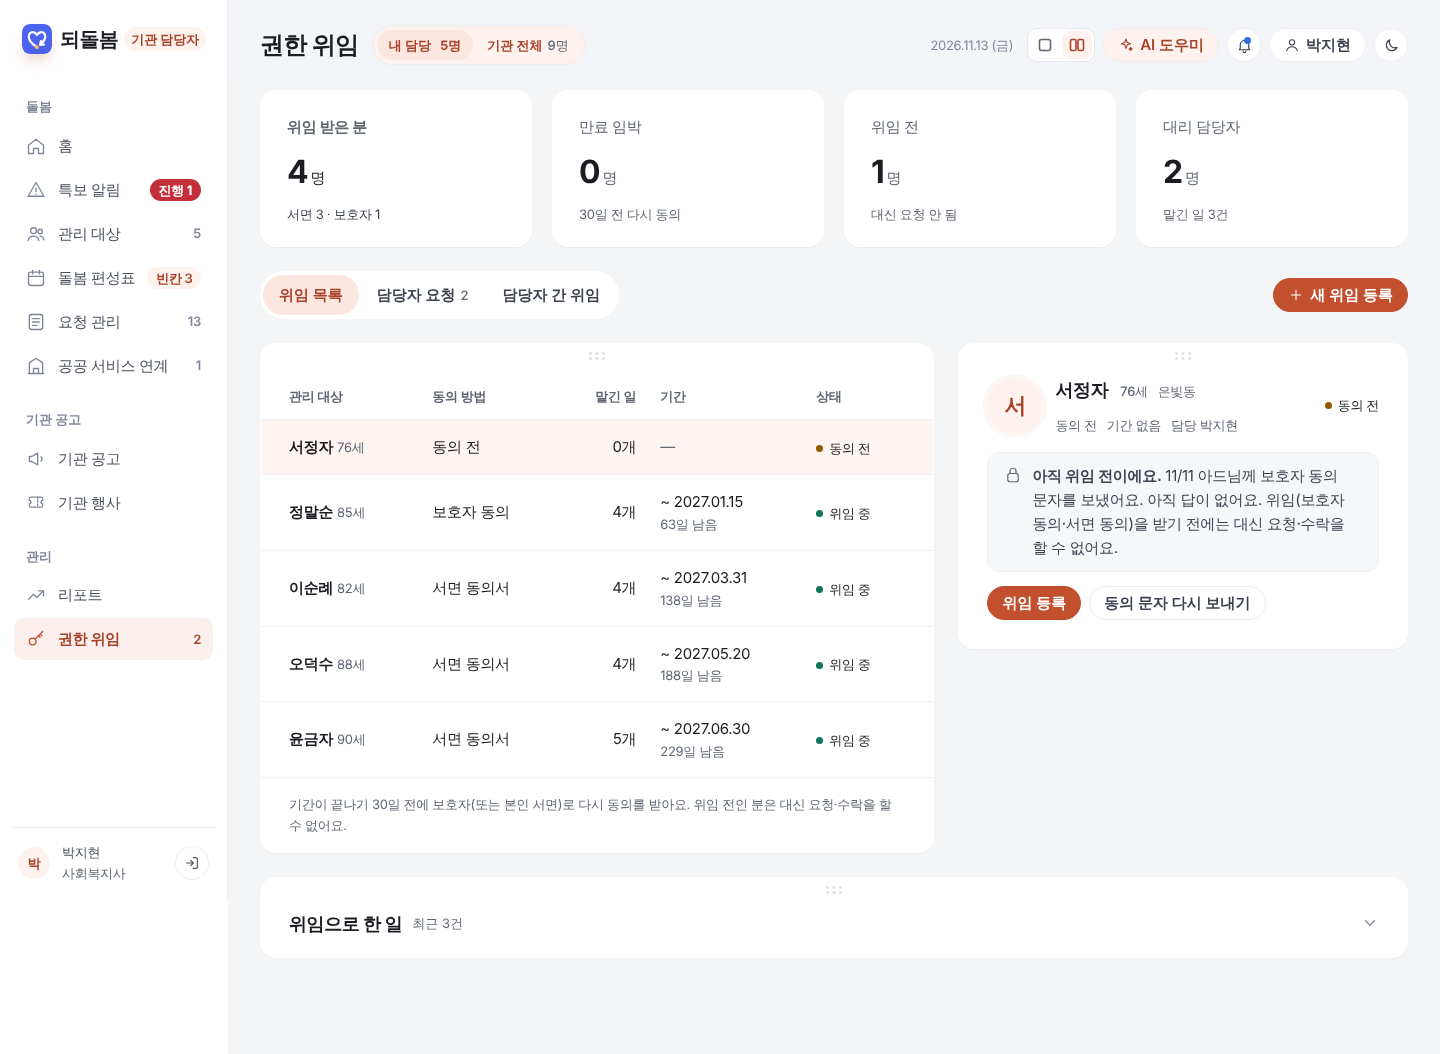 되돌봄 기관 담당자
돌봄
홈
특보 알림 진행 1
관리 대상 5
돌봄 편성표 빈칸 3
요청 관리 13
공공 서비스 연계 1
기관 공고
기관 공고
기관 행사
관리
리포트
권한 위임 2
박 박지현
사회복지사
권한 위임 내 담당 5명 기관 전체 9명
2026.11.13 (금) AI 도우미 박지현
위임 받은 분
4명
서면 3 · 보호자 1
만료 임박
0명
30일 전 다시 동의
위임 전
1명
대신 요청 안 됨
대리 담당자
2명
맡긴 일 3건
위임 목록 담당자 요청 2 담당자 간 위임
+ 새 위임 등록
관리 대상 동의 방법 맡긴 일 기간 상태
서정자 76세 동의 전 0개 — 동의 전
정말순 85세 보호자 동의 4개 ~ 2027.01.15 위임 중
63일 남음
이순례 82세 서면 동의서 4개 ~ 2027.03.31 위임 중
138일 남음
오덕수 88세 서면 동의서 4개 ~ 2027.05.20 위임 중
188일 남음
윤금자 90세 서면 동의서 5개 ~ 2027.06.30 위임 중
229일 남음
기간이 끝나기 30일 전에 보호자(또는 본인 서면)로 다시 동의를 받아요. 위임 전인 분은 대신 요청·수락을 할
수 없어요.
서 서정자 76세 은빛동
동의 전 기간 없음 담당 박지현
동의 전
아직 위임 전이에요. 11/11 아드님께 보호자 동의
문자를 보냈어요. 아직 답이 없어요. 위임(보호자
동의·서면 동의)을 받기 전에는 대신 요청·수락을
할 수 없어요.
위임 등록 동의 문자 다시 보내기
위임으로 한 일 최근 3건